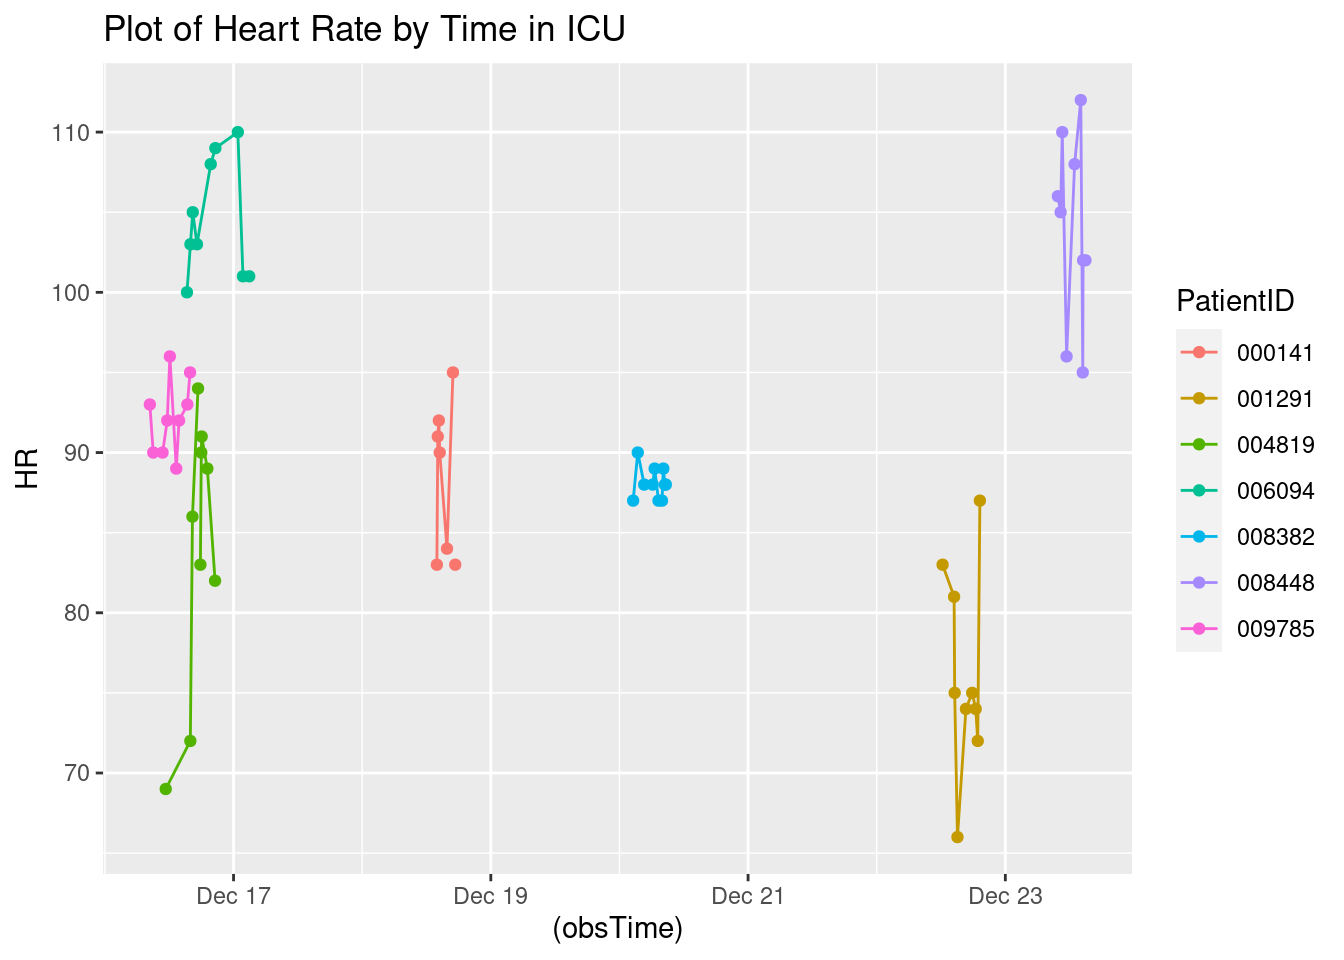 Plot of Heart Rate by Time in ICU
HR
110
100
90
80
70
Dec 17
Dec 19
Dec 21
Dec 23
(obsTime)
PatientID
000141
001291
004819
006094
008382
008448
009785